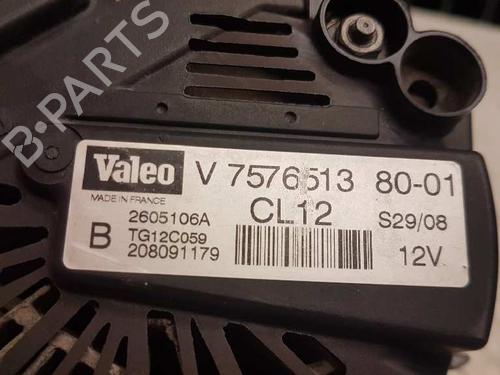 B-PARTS
Valeo V 7576513 80-01
MADE IN FRANCE
CL12 S29/08
2605106A
B TG12C059 12V
208091179